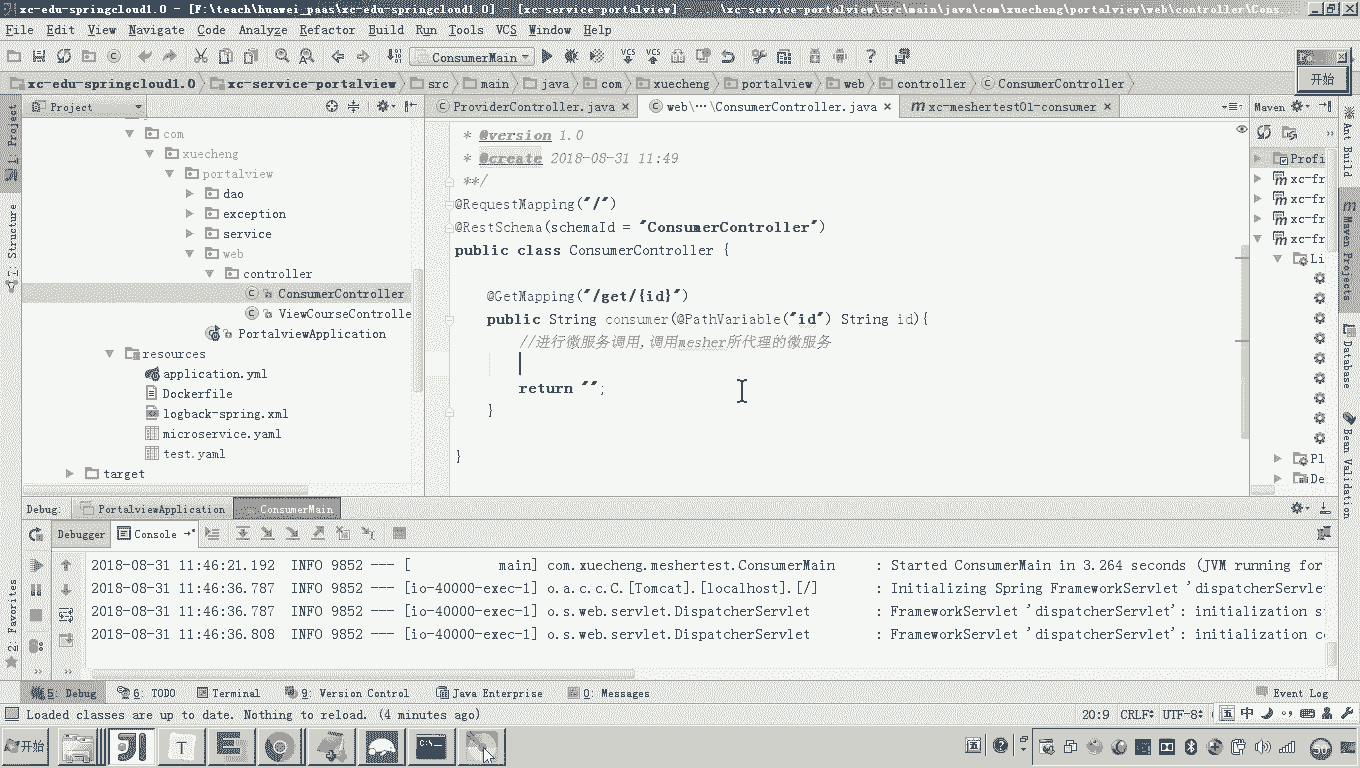 xc-edu-springcloud1.0 - [F:\teach\huawei_paas\xc-edu-springcloud1.0] - [xc-service-portalview] - ...\xc-service-portalview\src\main\java\com\xuecheng\portalview\web\controller\Cons...
File Edit View Navigate Code Analyze Refactor Build Run Tools VCS Window Help
ConsumerMain
开始
xc-edu-springcloud1.0 xc-service-portalview src main java com xuecheng portalview web controller ConsumerController
Project
ProviderController.java
web\···\ConsumerController.java
xc-meshertest01-consumer
Maven
1: Project
7: Structure
2: Favorites
com
xuecheng
portalview
dao
exception
service
web
controller
ConsumerController
ViewCourseControlle
PortalviewApplication
resources
application.yml
Dockerfile
logback-spring.xml
microservice.yaml
test.yaml
target
* @version 1.0
* @create 2018-08-31 11:49
**/
@RequestMapping("/")
@RestSchema(schemaId = "ConsumerController")
public class ConsumerController {
@GetMapping("/get/{id}")
public String consumer(@PathVariable("id") String id){
//进行微服务调用,调用mesher所代理的微服务
return "";
}
}
Profi
xc-fr
xc-fr
xc-fr
xc-fr
Li
Pl
De
Ant Build
Maven Projects
Database
Bean Validation
Debug: PortalviewApplication ConsumerMain
Debugger Console
2018-08-31 11:46:21.192 INFO 9852 --- [ main] com.xuecheng.meshertest.ConsumerMain : Started ConsumerMain in 3.264 seconds (JVM running for
2018-08-31 11:46:36.787 INFO 9852 --- [io-40000-exec-1] o.a.c.c.C.[Tomcat].[localhost].[/] : Initializing Spring FrameworkServlet 'dispatcherServlet
2018-08-31 11:46:36.787 INFO 9852 --- [io-40000-exec-1] o.s.web.servlet.DispatcherServlet : FrameworkServlet 'dispatcherServlet': initialization s
2018-08-31 11:46:36.808 INFO 9852 --- [io-40000-exec-1] o.s.web.servlet.DispatcherServlet : FrameworkServlet 'dispatcherServlet': initialization c
5: Debug 6: TODO Terminal 9: Version Control Java Enterprise 0: Messages Event Log
Loaded classes are up to date. Nothing to reload. (4 minutes ago) 20:9 CRLF UTF-8 五 中
开始 五